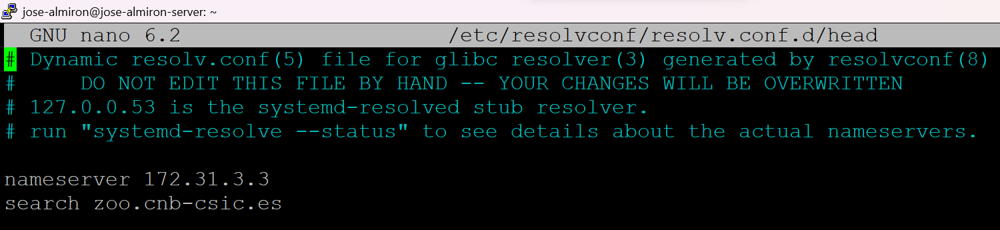 jose-almiron@jose-almiron-server: ~
GNU nano 6.2 /etc/resolvconf/resolv.conf.d/head
# Dynamic resolv.conf(5) file for glibc resolver(3) generated by resolvconf(8)
#     DO NOT EDIT THIS FILE BY HAND -- YOUR CHANGES WILL BE OVERWRITTEN
# 127.0.0.53 is the systemd-resolved stub resolver.
# run "systemd-resolve --status" to see details about the actual nameservers.
nameserver 172.31.3.3
search zoo.cnb-csic.es